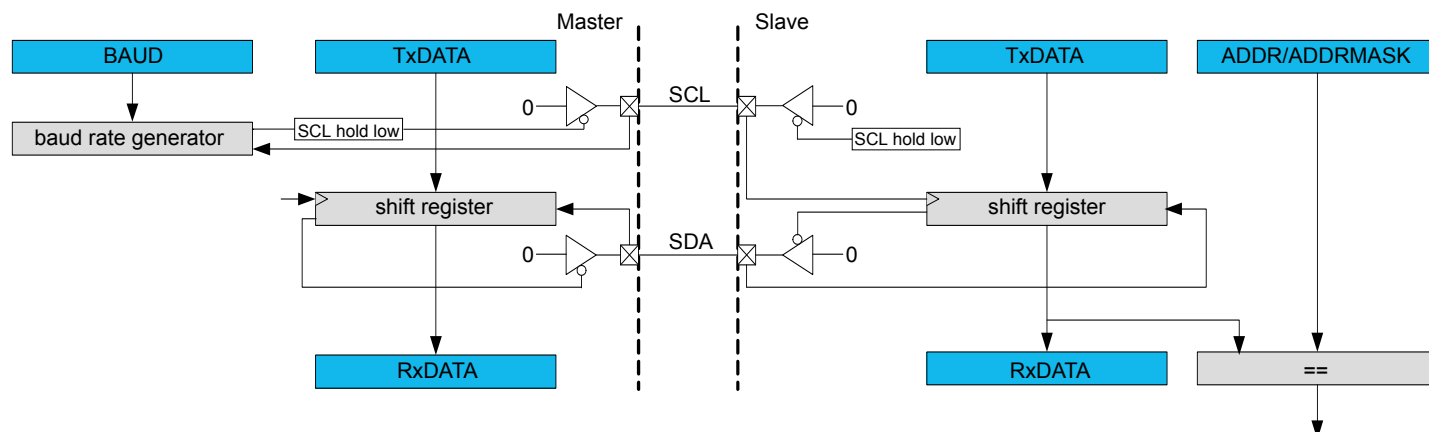 Master
Slave
BAUD
TxDATA
TxDATA
ADDR/ADDRMASK
0
SCL
0
baud rate generator
SCL hold low
SCL hold low
shift register
shift register
0
SDA
0
RxDATA
RxDATA
==